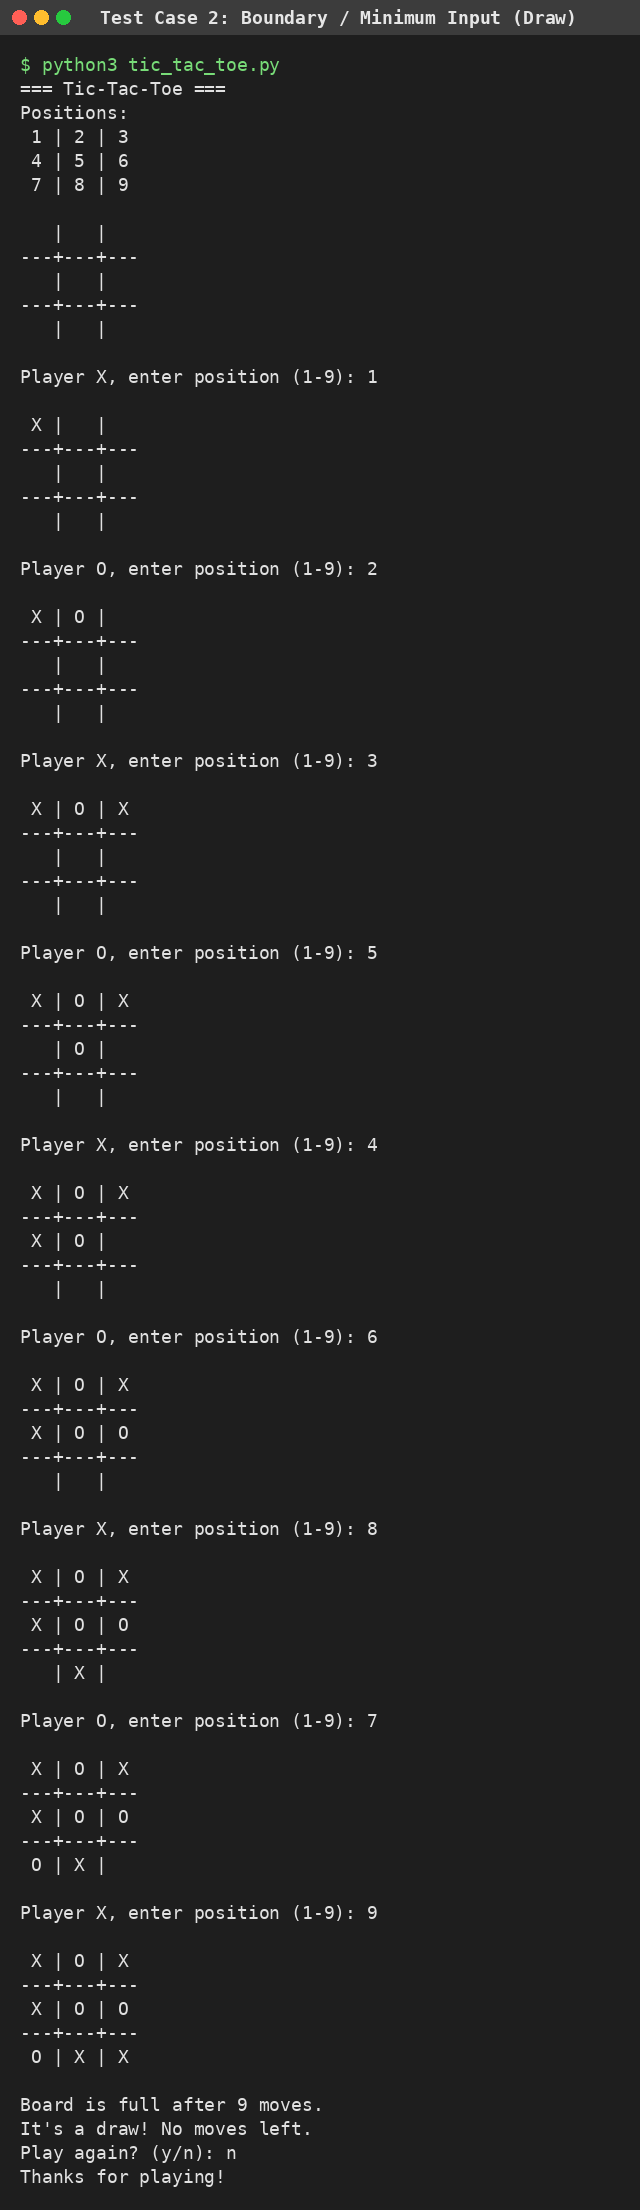 Test Case 2: Boundary / Minimum Input (Draw)
$ python3 tic_tac_toe.py
=== Tic-Tac-Toe ===
Positions:
 1 | 2 | 3
 4 | 5 | 6
 7 | 8 | 9

   |   |
---+---+---
   |   |
---+---+---
   |   |

Player X, enter position (1-9): 1

 X |   |
---+---+---
   |   |
---+---+---
   |   |

Player O, enter position (1-9): 2

 X | O |
---+---+---
   |   |
---+---+---
   |   |

Player X, enter position (1-9): 3

 X | O | X
---+---+---
   |   |
---+---+---
   |   |

Player O, enter position (1-9): 5

 X | O | X
---+---+---
   | O |
---+---+---
   |   |

Player X, enter position (1-9): 4

 X | O | X
---+---+---
 X | O |
---+---+---
   |   |

Player O, enter position (1-9): 6

 X | O | X
---+---+---
 X | O | O
---+---+---
   |   |

Player X, enter position (1-9): 8

 X | O | X
---+---+---
 X | O | O
---+---+---
   | X |

Player O, enter position (1-9): 7

 X | O | X
---+---+---
 X | O | O
---+---+---
 O | X |

Player X, enter position (1-9): 9

 X | O | X
---+---+---
 X | O | O
---+---+---
 O | X | X

Board is full after 9 moves.
It's a draw! No moves left.
Play again? (y/n): n
Thanks for playing!